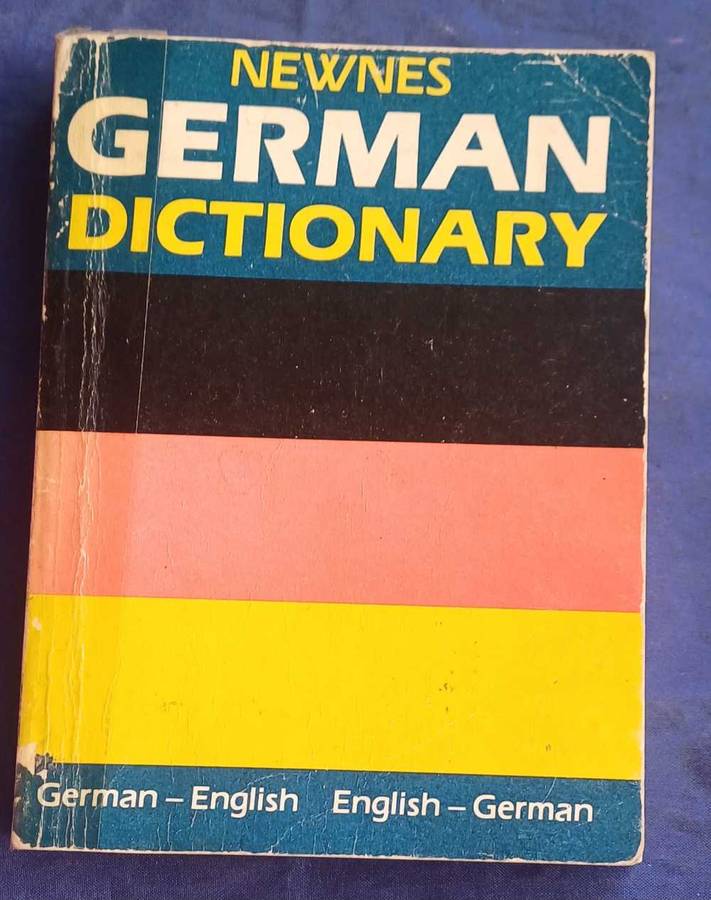 NEWNES
GERMAN
DICTIONARY
German – English English – German